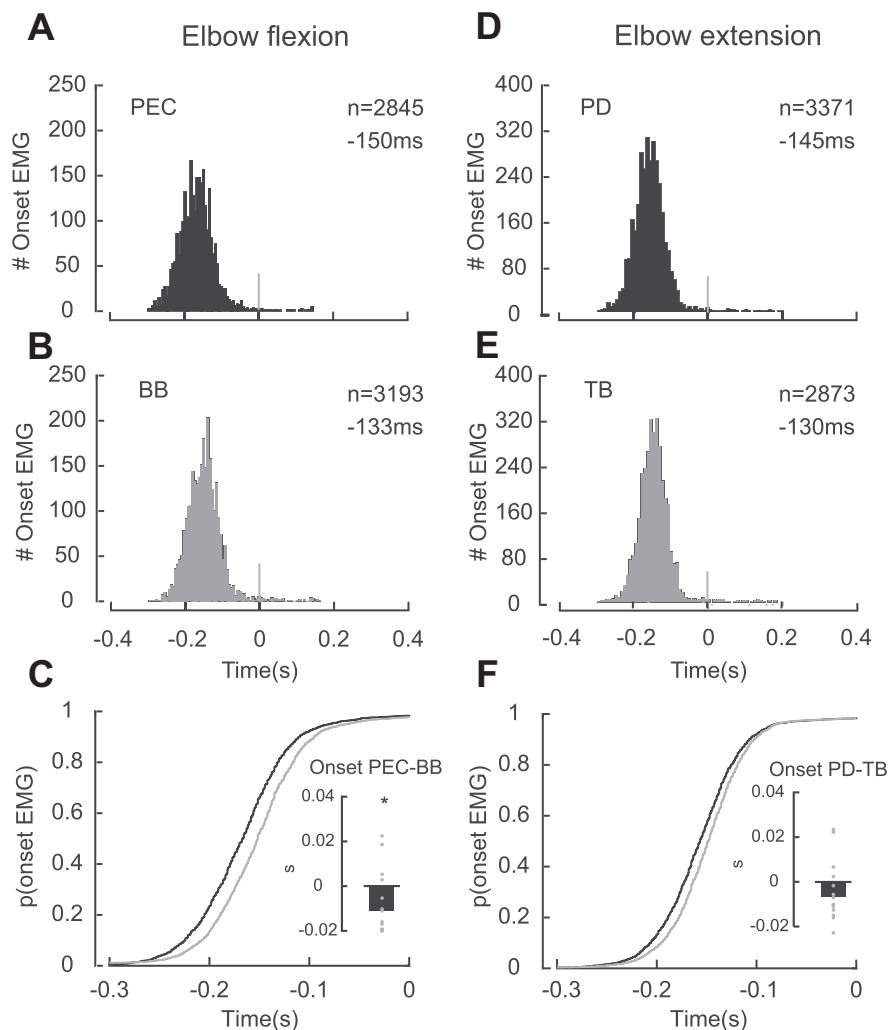 A
Elbow flexion
PEC
n=2845
-150ms
# Onset EMG
250
200
150
100
50
0
B
BB
n=3193
-133ms
# Onset EMG
250
200
150
100
50
0
-0.4
-0.2
0
0.2
0.4
Time(s)
C
p(onset EMG)
1
0.8
0.6
0.4
0.2
0
-0.3
-0.2
-0.1
0
Time(s)
Onset PEC-BB
*
s
0.04
0.02
0
-0.02
D
Elbow extension
PD
n=3371
-145ms
# Onset EMG
400
320
240
160
80
0
E
TB
n=2873
-130ms
# Onset EMG
400
320
240
160
80
0
-0.4
-0.2
0
0.2
0.4
Time(s)
F
p(onset EMG)
1
0.8
0.6
0.4
0.2
0
-0.3
-0.2
-0.1
0
Time(s)
Onset PD-TB
s
0.04
0.02
0
-0.02